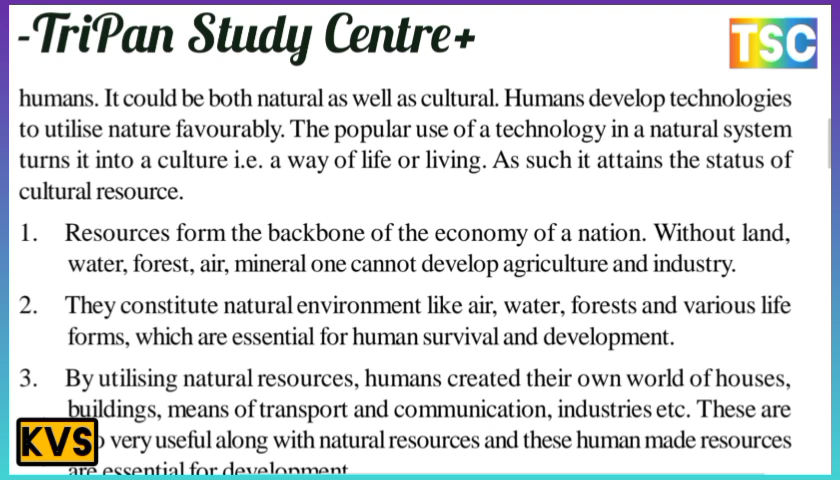 -TriPan Study Centre+
TSC
humans. It could be both natural as well as cultural. Humans develop technologies
to utilise nature favourably. The popular use of a technology in a natural system
turns it into a culture i.e. a way of life or living. As such it attains the status of
cultural resource.
1. Resources form the backbone of the economy of a nation. Without land,
water, forest, air, mineral one cannot develop agriculture and industry.
2. They constitute natural environment like air, water, forests and various life
forms, which are essential for human survival and development.
3. By utilising natural resources, humans created their own world of houses,
buildings, means of transport and communication, industries etc. These are
very useful along with natural resources and these human made resources
KVS
are essential for development